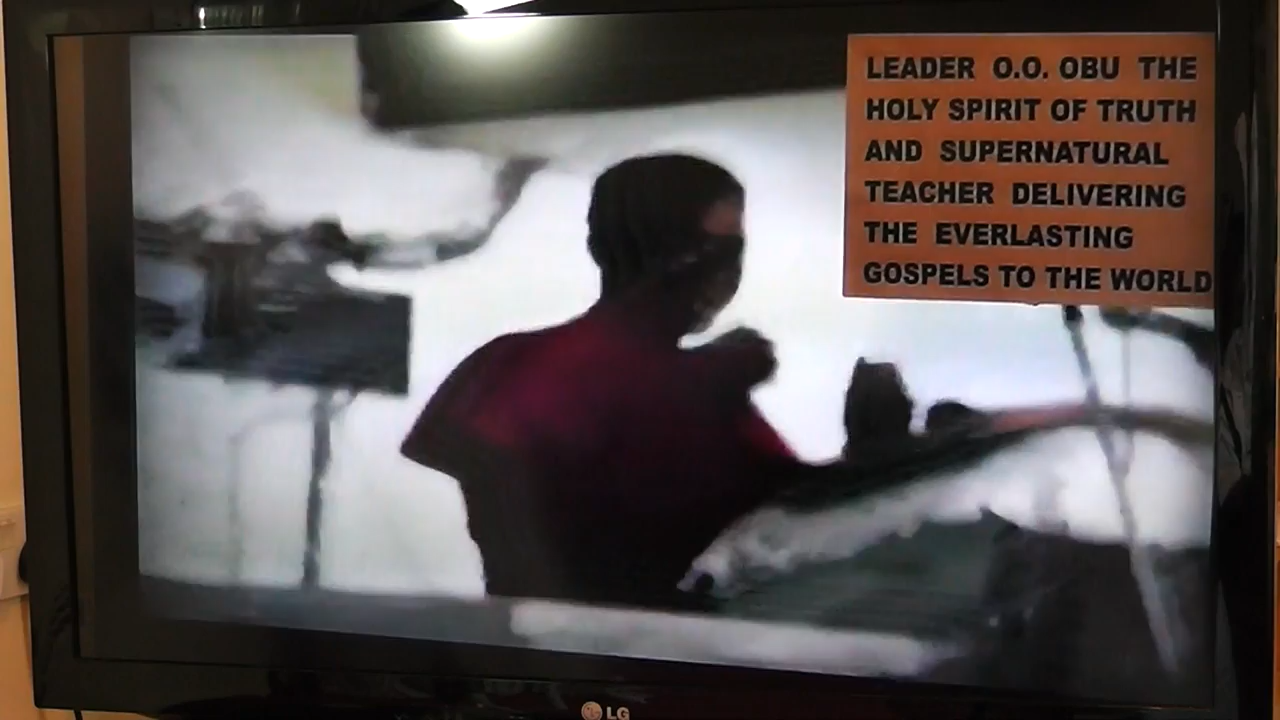 LEADER O.O. OBU THE
HOLY SPIRIT OF TRUTH
AND SUPERNATURAL
TEACHER DELIVERING
THE EVERLASTING
GOSPELS TO THE WORLD
LG